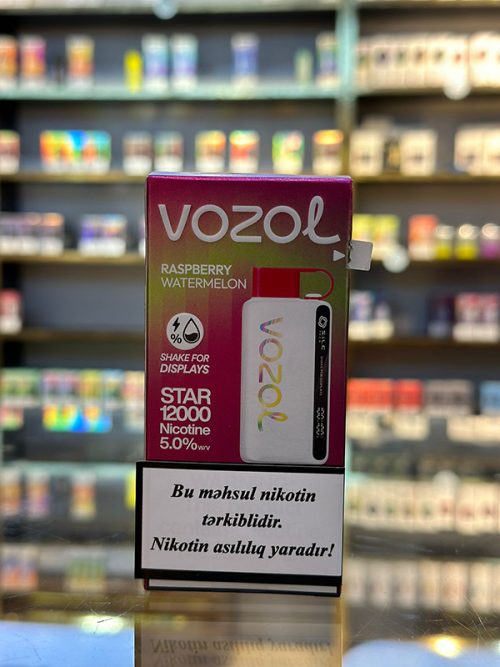 VOZOL
RASPBERRY
WATERMELON
%
SHAKE FOR
DISPLAYS
STAR
12000
Nicotine
5.0% W/V
VOZOL
Bu məhsul nikotin
tərkiblidir.
Nikotin asılılıq yaradır!